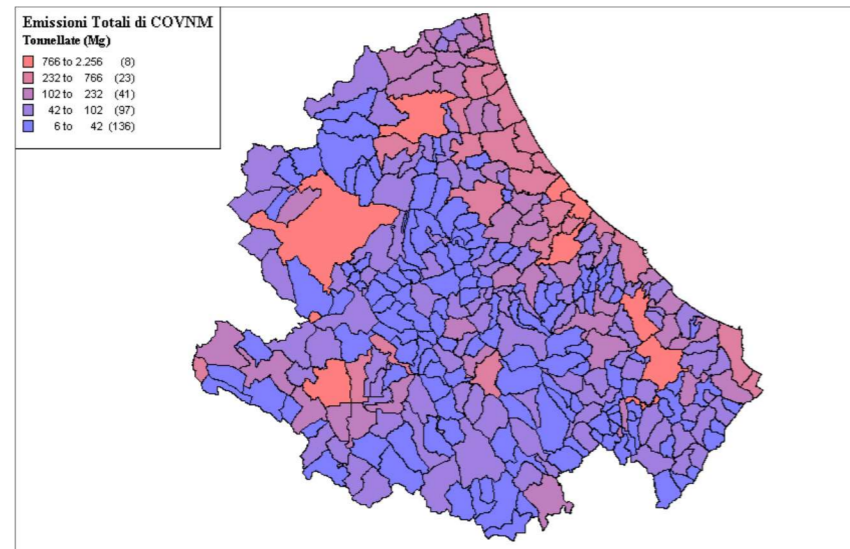 Emissioni Totali di COVNM
Tonnellate (Mg)
766 to 2.256 (8)
232 to 766 (23)
102 to 232 (41)
42 to 102 (97)
6 to 42 (136)